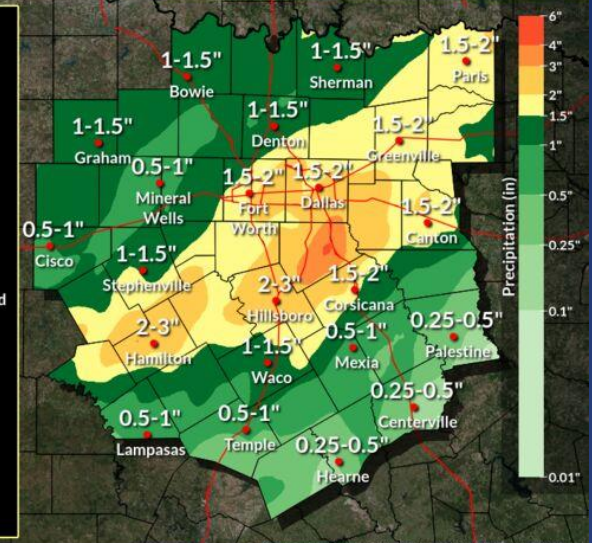 1-1.5"
Bowie
1-1.5"
Sherman
1.5-2"
Paris
1-1.5"
Graham
1-1.5"
Denton
1.5-2"
Greenville
0.5-1"
Mineral
Wells
1.5-2"
Fort
Worth
1.5-2"
Dallas
1.5-2"
Canton
0.5-1"
Cisco
1-1.5"
Stephenville
2-3"
Hillsboro
1.5-2"
Corsicana
2-3"
Hamilton
1-1.5"
Waco
0.5-1"
Mexia
0.25-0.5"
Palestine
0.5-1"
Lampasas
0.5-1"
Temple
0.25-0.5"
Centerville
0.25-0.5"
Hearne
d
Precipitation (in)
6"
4"
3"
2"
1.5"
1"
0.5"
0.25"
0.1"
0.01"